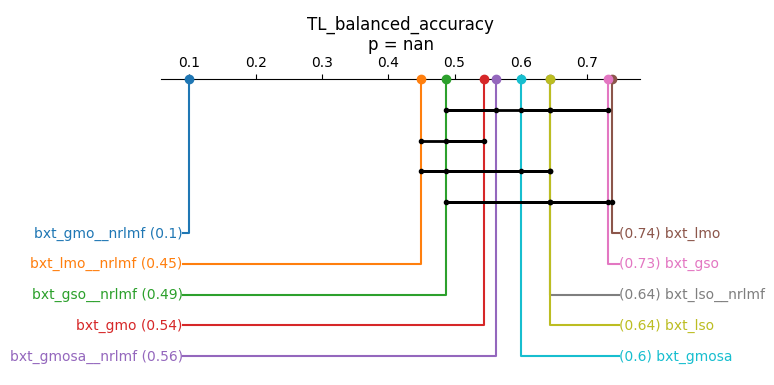 TL_balanced_accuracy
p = nan
0.1 0.2 0.3 0.4 0.5 0.6 0.7
bxt_gmo__nrlmf (0.1) (0.74) bxt_lmo
bxt_lmo__nrlmf (0.45) (0.73) bxt_gso
bxt_gso__nrlmf (0.49) (0.64) bxt_lso__nrlmf
bxt_gmo (0.54) (0.64) bxt_lso
bxt_gmosa__nrlmf (0.56) (0.6) bxt_gmosa